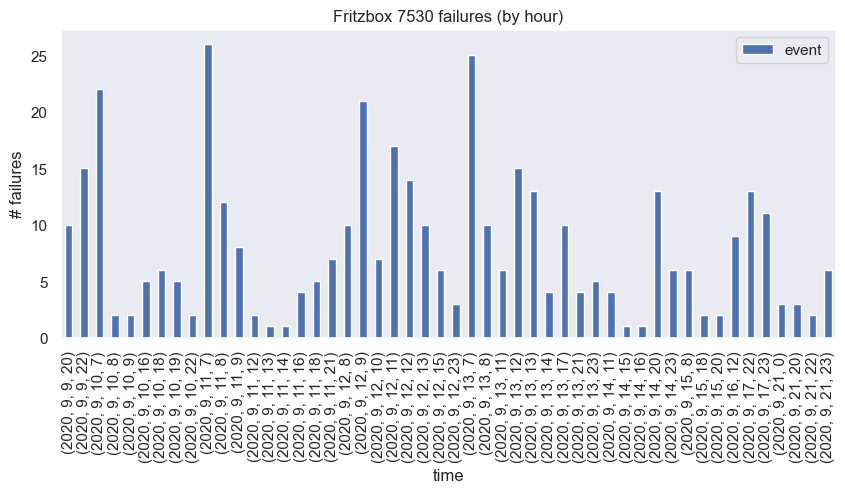 Fritzbox 7530 failures (by hour)
event
# failures
25
20
15
10
5
0
(2020, 9, 9, 20)
(2020, 9, 9, 22)
(2020, 9, 10, 7)
(2020, 9, 10, 8)
(2020, 9, 10, 9)
(2020, 9, 10, 16)
(2020, 9, 10, 18)
(2020, 9, 10, 19)
(2020, 9, 10, 22)
(2020, 9, 11, 7)
(2020, 9, 11, 8)
(2020, 9, 11, 9)
(2020, 9, 11, 12)
(2020, 9, 11, 13)
(2020, 9, 11, 14)
(2020, 9, 11, 16)
(2020, 9, 11, 18)
(2020, 9, 11, 21)
(2020, 9, 12, 8)
(2020, 9, 12, 9)
(2020, 9, 12, 10)
(2020, 9, 12, 11)
(2020, 9, 12, 12)
(2020, 9, 12, 13)
(2020, 9, 12, 15)
(2020, 9, 12, 23)
(2020, 9, 13, 7)
(2020, 9, 13, 8)
(2020, 9, 13, 11)
(2020, 9, 13, 12)
(2020, 9, 13, 13)
(2020, 9, 13, 14)
(2020, 9, 13, 17)
(2020, 9, 13, 21)
(2020, 9, 13, 23)
(2020, 9, 14, 11)
(2020, 9, 14, 15)
(2020, 9, 14, 16)
(2020, 9, 14, 20)
(2020, 9, 14, 23)
(2020, 9, 15, 8)
(2020, 9, 15, 18)
(2020, 9, 15, 20)
(2020, 9, 16, 12)
(2020, 9, 17, 22)
(2020, 9, 17, 23)
(2020, 9, 21, 0)
(2020, 9, 21, 20)
(2020, 9, 21, 22)
(2020, 9, 21, 23)
time